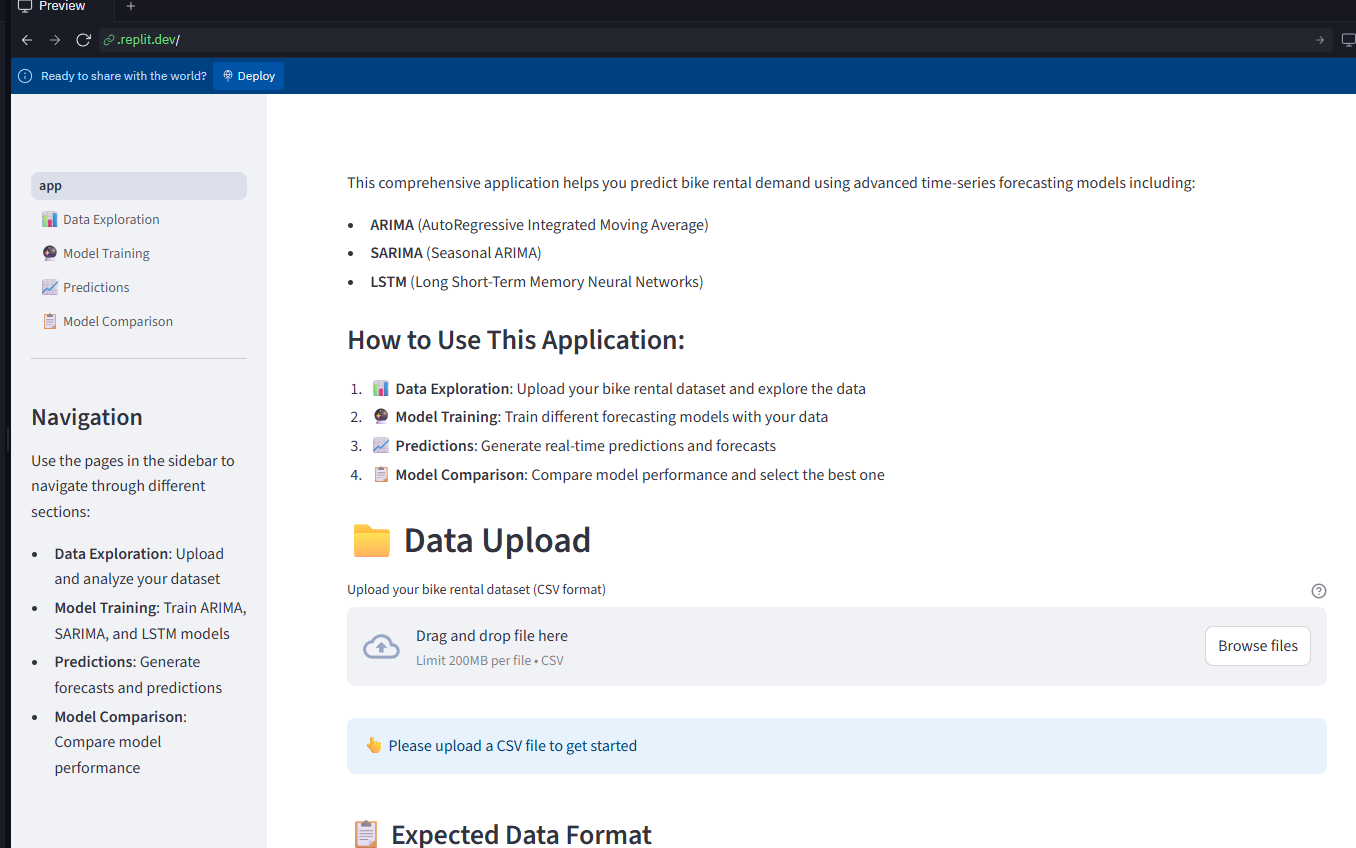 Preview
.replit.dev/
Ready to share with the world?
Deploy
app
Data Exploration
Model Training
Predictions
Model Comparison
Navigation
Use the pages in the sidebar to
navigate through different
sections:
Data Exploration: Upload
and analyze your dataset
Model Training: Train ARIMA,
SARIMA, and LSTM models
Predictions: Generate
forecasts and predictions
Model Comparison:
Compare model
performance
This comprehensive application helps you predict bike rental demand using advanced time-series forecasting models including:
ARIMA (AutoRegressive Integrated Moving Average)
SARIMA (Seasonal ARIMA)
LSTM (Long Short-Term Memory Neural Networks)
How to Use This Application:
1. Data Exploration: Upload your bike rental dataset and explore the data
2. Model Training: Train different forecasting models with your data
3. Predictions: Generate real-time predictions and forecasts
4. Model Comparison: Compare model performance and select the best one
Data Upload
Upload your bike rental dataset (CSV format)
Drag and drop file here
Limit 200MB per file • CSV
Browse files
Please upload a CSV file to get started
Expected Data Format